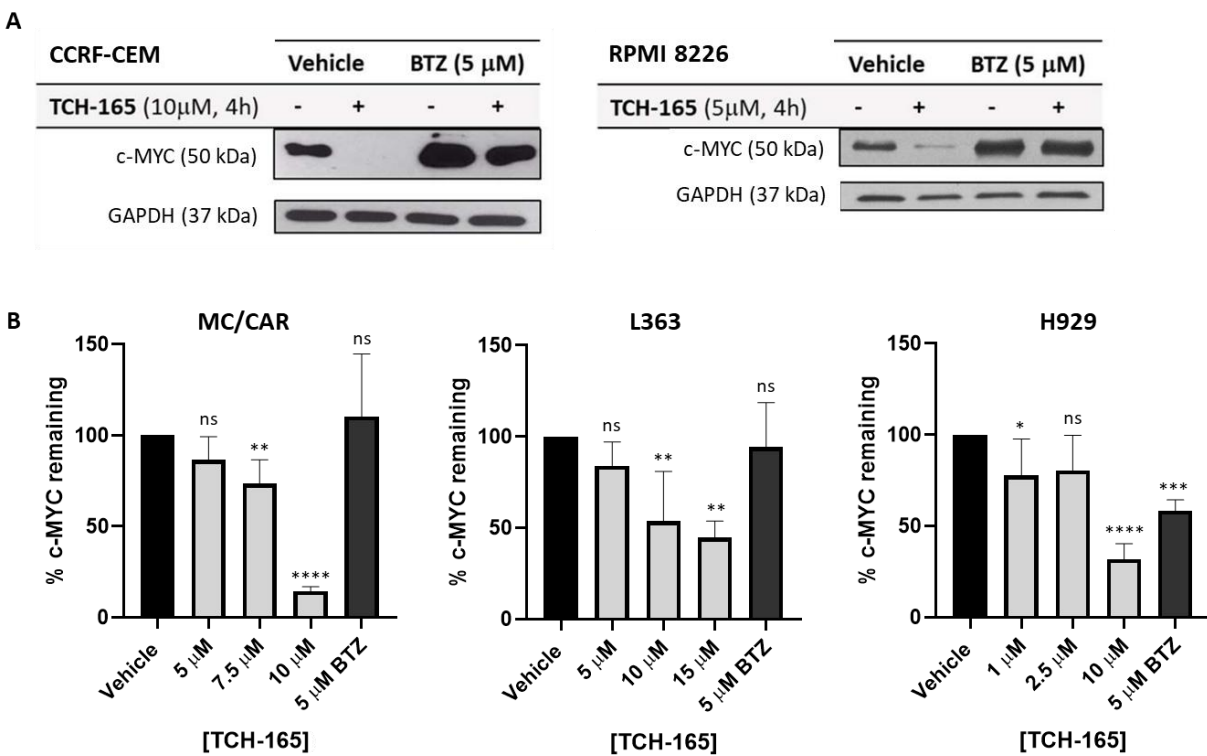 A
CCRF-CEM
Vehicle BTZ (5 μM)
TCH-165 (10μM, 4h) - + - +
c-MYC (50 kDa)
GAPDH (37 kDa)
RPMI 8226
Vehicle BTZ (5 μM)
TCH-165 (5μM, 4h) - + - +
c-MYC (50 kDa)
GAPDH (37 kDa)
B
MC/CAR
% c-MYC remaining
150
100
50
0
ns
**
****
ns
Vehicle
5 μM
7.5 μM
10 μM
5 μM BTZ
[TCH-165]
L363
% c-MYC remaining
150
100
50
0
ns
**
**
ns
Vehicle
5 μM
10 μM
15 μM
5 μM BTZ
[TCH-165]
H929
% c-MYC remaining
150
100
50
0
*
ns
****
***
Vehicle
1 μM
2.5 μM
10 μM
5 μM BTZ
[TCH-165]